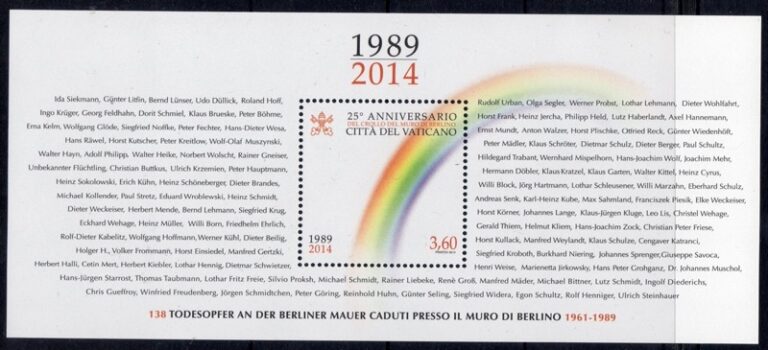 1989
2014
Ida Siekmann, Günter Litfin, Bernd Lünser, Udo Düllick, Roland Hoff,
Ingo Krüger, Georg Feldhahn, Dorit Schmiel, Klaus Brueske, Peter Böhme,
Erna Kelm, Wolfgang Glöde, Siegfried Noffke, Peter Fechter, Hans-Dieter Wesa,
Hans Räwel, Horst Kutscher, Peter Kreitlow, Wolf-Olaf Muszynski,
Walter Hayn, Adolf Philipp, Walter Heike, Norbert Wolscht, Rainer Gneiser,
Unbekannter Flüchtling, Christian Buttkus, Ulrich Krzemien, Peter Hauptmann,
Heinz Sokolowski, Erich Kühn, Heinz Schöneberger, Dieter Brandes,
Michael Kollender, Paul Stretz, Eduard Wroblewski, Heinz Schmidt,
Dieter Weckeiser, Herbert Mende, Bernd Lehmann, Siegfried Krug,
Eckhard Wehage, Heinz Müller, Willi Born, Friedhelm Ehrlich,
Rolf-Dieter Kabelitz, Wolfgang Hoffmann, Werner Kühl, Dieter Beilig,
Holger H., Volker Frommann, Horst Einsiedel, Manfred Gertzki,
Herbert Halli, Cetin Mert, Herbert Kiebler, Lothar Hennig, Dietmar Schwietzer,
25° ANNIVERSARIO
DEL CROLLO DEL MURO DI BERLINO
CITTÀ DEL VATICANO
1989
2014
3,60
Rudolf Urban, Olga Segler, Werner Probst, Lothar Lehmann, Dieter Wohlfahrt,
Horst Frank, Heinz Jercha, Philipp Held, Lutz Haberlandt, Axel Hannemann,
Ernst Mundt, Anton Walzer, Horst Plischke, Otfried Reck, Günter Wiedenhöft,
Peter Mädler, Klaus Schröter, Dietmar Schulz, Dieter Berger, Paul Schultz,
Hildegard Trabant, Wernhard Mispelhorn, Hans-Joachim Wolf, Joachim Mehr,
Hermann Döbler, Klaus Kratzel, Klaus Garten, Walter Kittel, Heinz Cyrus,
Willi Block, Jörg Hartmann, Lothar Schleusener, Willi Marzahn, Eberhard Schulz,
Andreas Senk, Karl-Heinz Kube, Max Sahmland, Franciszek Piesik, Elke Weckeiser,
Horst Körner, Johannes Lange, Klaus-Jürgen Kluge, Leo Lis, Christel Wehage,
Gerald Thiem, Helmut Kliem, Hans-Joachim Zock, Christian Peter Friese,
Horst Kullack, Manfred Weylandt, Klaus Schulze, Cengaver Katranci,
Siegfried Kroboth, Burkhard Niering, Johannes Sprenger, Giuseppe Savoca,
Henri Weise, Marienetta Jirkowsky, Hans Peter Grohganz, Dr. Johannes Muschol,
Hans-Jürgen Starrost, Thomas Taubmann, Lothar Fritz Freie, Silvio Proksh, Michael Schmidt, Rainer Liebeke, René Groß, Manfred Mäder, Michael Bittner, Lutz Schmidt, Ingolf Diederichs,
Chris Gueffroy, Winfried Freudenberg, Jörgen Schmidtchen, Peter Göring, Reinhold Huhn, Günter Seling, Siegfried Widera, Egon Schultz, Rolf Henniger, Ulrich Steinhauer
138 TODESOPFER AN DER BERLINER MAUER CADUTI PRESSO IL MURO DI BERLINO 1961-1989